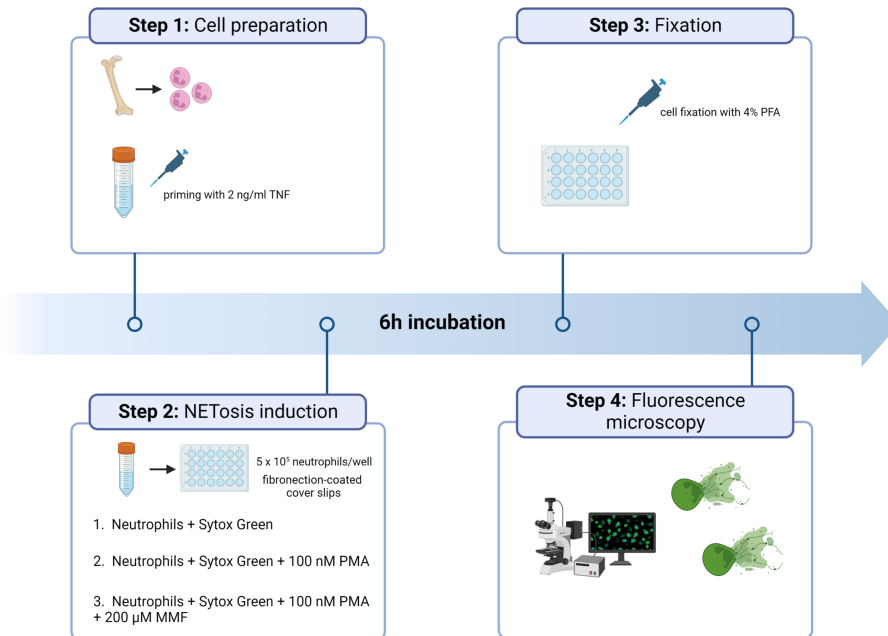 Step 1: Cell preparation
priming with 2 ng/ml TNF
Step 3: Fixation
cell fixation with 4% PFA
6h incubation
Step 2: NETosis induction
5 x 10⁵ neutrophils/well
fibronection-coated
cover slips
1. Neutrophils + Sytox Green
2. Neutrophils + Sytox Green + 100 nM PMA
3. Neutrophils + Sytox Green + 100 nM PMA
+ 200 µM MMF
Step 4: Fluorescence
microscopy